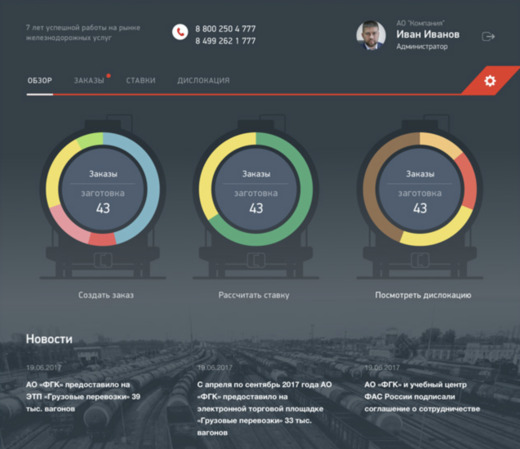 7 лет успешной работы на рынке
железнодорожных услуг
8 800 250 4 777
8 499 262 1 777
АО "Компания"
Иван Иванов
Администратор
ОБЗОР
ЗАКАЗЫ
СТАВКИ
ДИСЛОКАЦИЯ
Заказы
заготовка
43
Заказы
заготовка
43
Заказы
заготовка
43
Создать заказ
Рассчитать ставку
Посмотреть дислокацию
Новости
19.06.2017
АО «ФГК» предоставило на
ЭТП «Грузовые перевозки» 39
тыс. вагонов
19.06.2017
С апреля по сентябрь 2017 года АО
«ФГК» предоставило на
электронной торговой площадке
«Грузовые перевозки» 33 тыс.
вагонов
19.06.2017
АО «ФГК» и учебный центр
ФАС России подписали
соглашение о сотрудничестве